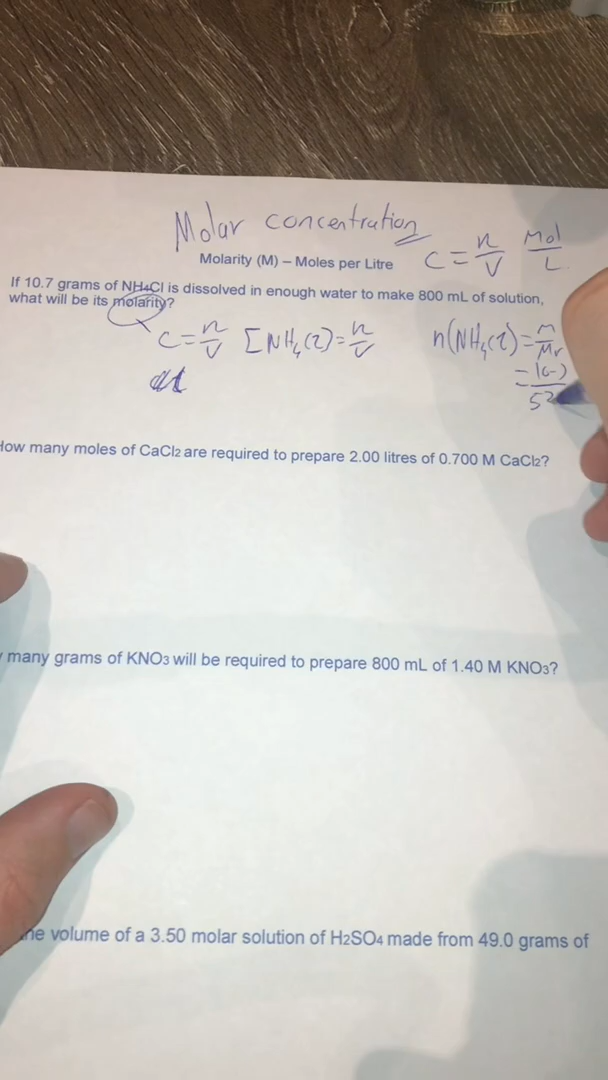 Molar concentration
C = n/V Mol/L
Molarity (M) – Moles per Litre
If 10.7 grams of NH4Cl is dissolved in enough water to make 800 mL of solution,
what will be its molarity?
C = n/V [NH4Cl] = n/V n(NH4Cl) = m/Mr
How many moles of CaCl2 are required to prepare 2.00 litres of 0.700 M CaCl2?
many grams of KNO3 will be required to prepare 800 mL of 1.40 M KNO3?
the volume of a 3.50 molar solution of H2SO4 made from 49.0 grams of